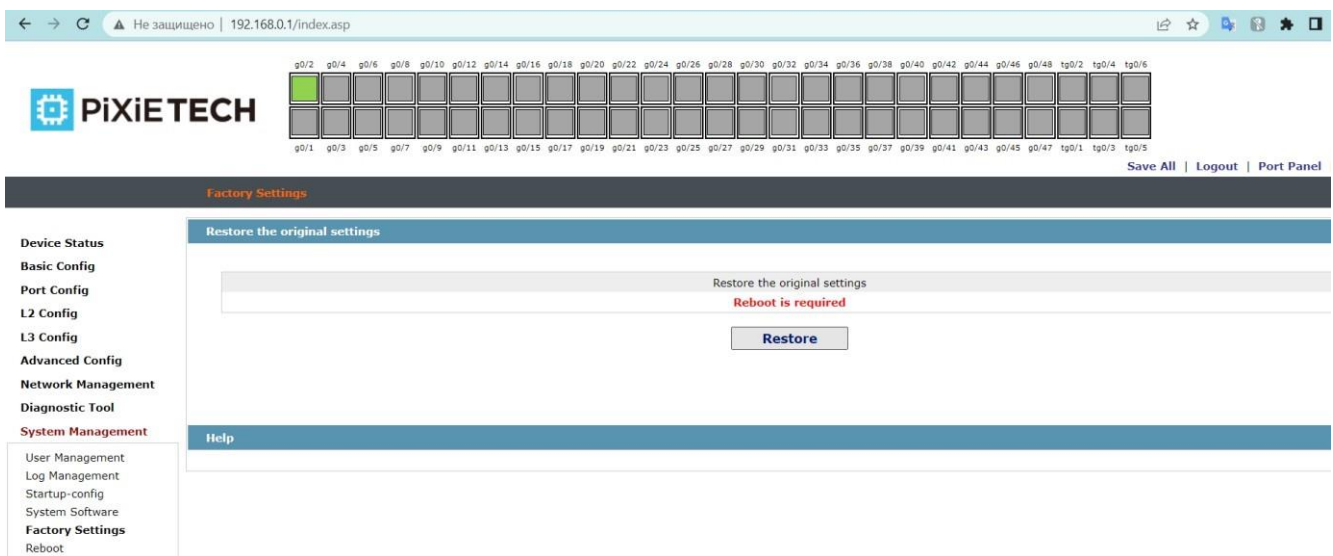 Не защищено | 192.168.0.1/index.asp
g0/2 g0/4 g0/6 g0/8 g0/10 g0/12 g0/14 g0/16 g0/18 g0/20 g0/22 g0/24 g0/26 g0/28 g0/30 g0/32 g0/34 g0/36 g0/38 g0/40 g0/42 g0/44 g0/46 g0/48 tg0/2 tg0/4 tg0/6
PiXiETECH
g0/1 g0/3 g0/5 g0/7 g0/9 g0/11 g0/13 g0/15 g0/17 g0/19 g0/21 g0/23 g0/25 g0/27 g0/29 g0/31 g0/33 g0/35 g0/37 g0/39 g0/41 g0/43 g0/45 g0/47 tg0/1 tg0/3 tg0/5
Save All | Logout | Port Panel
Factory Settings
Device Status
Basic Config
Port Config
L2 Config
L3 Config
Advanced Config
Network Management
Diagnostic Tool
System Management
User Management
Log Management
Startup-config
System Software
Factory Settings
Reboot
Restore the original settings
Restore the original settings
Reboot is required
Restore
Help